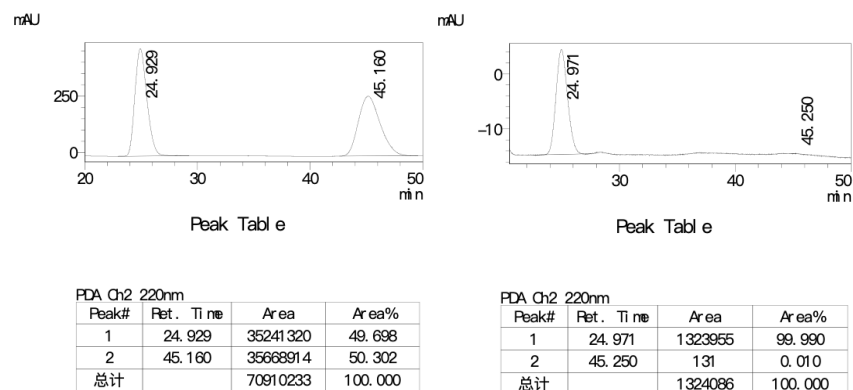 mAU
250
0
24.929
45.160
20 30 40 50
min
Peak Table
PDA Ch2 220nm
Peak# Ret. Time Area Area%
1 24.929 35241320 49.698
2 45.160 35668914 50.302
总计 70910233 100.000
mAU
0
-10
24.971
45.250
30 40 50
min
Peak Table
PDA Ch2 220nm
Peak# Ret. Time Area Area%
1 24.971 1323955 99.990
2 45.250 131 0.010
总计 1324086 100.000